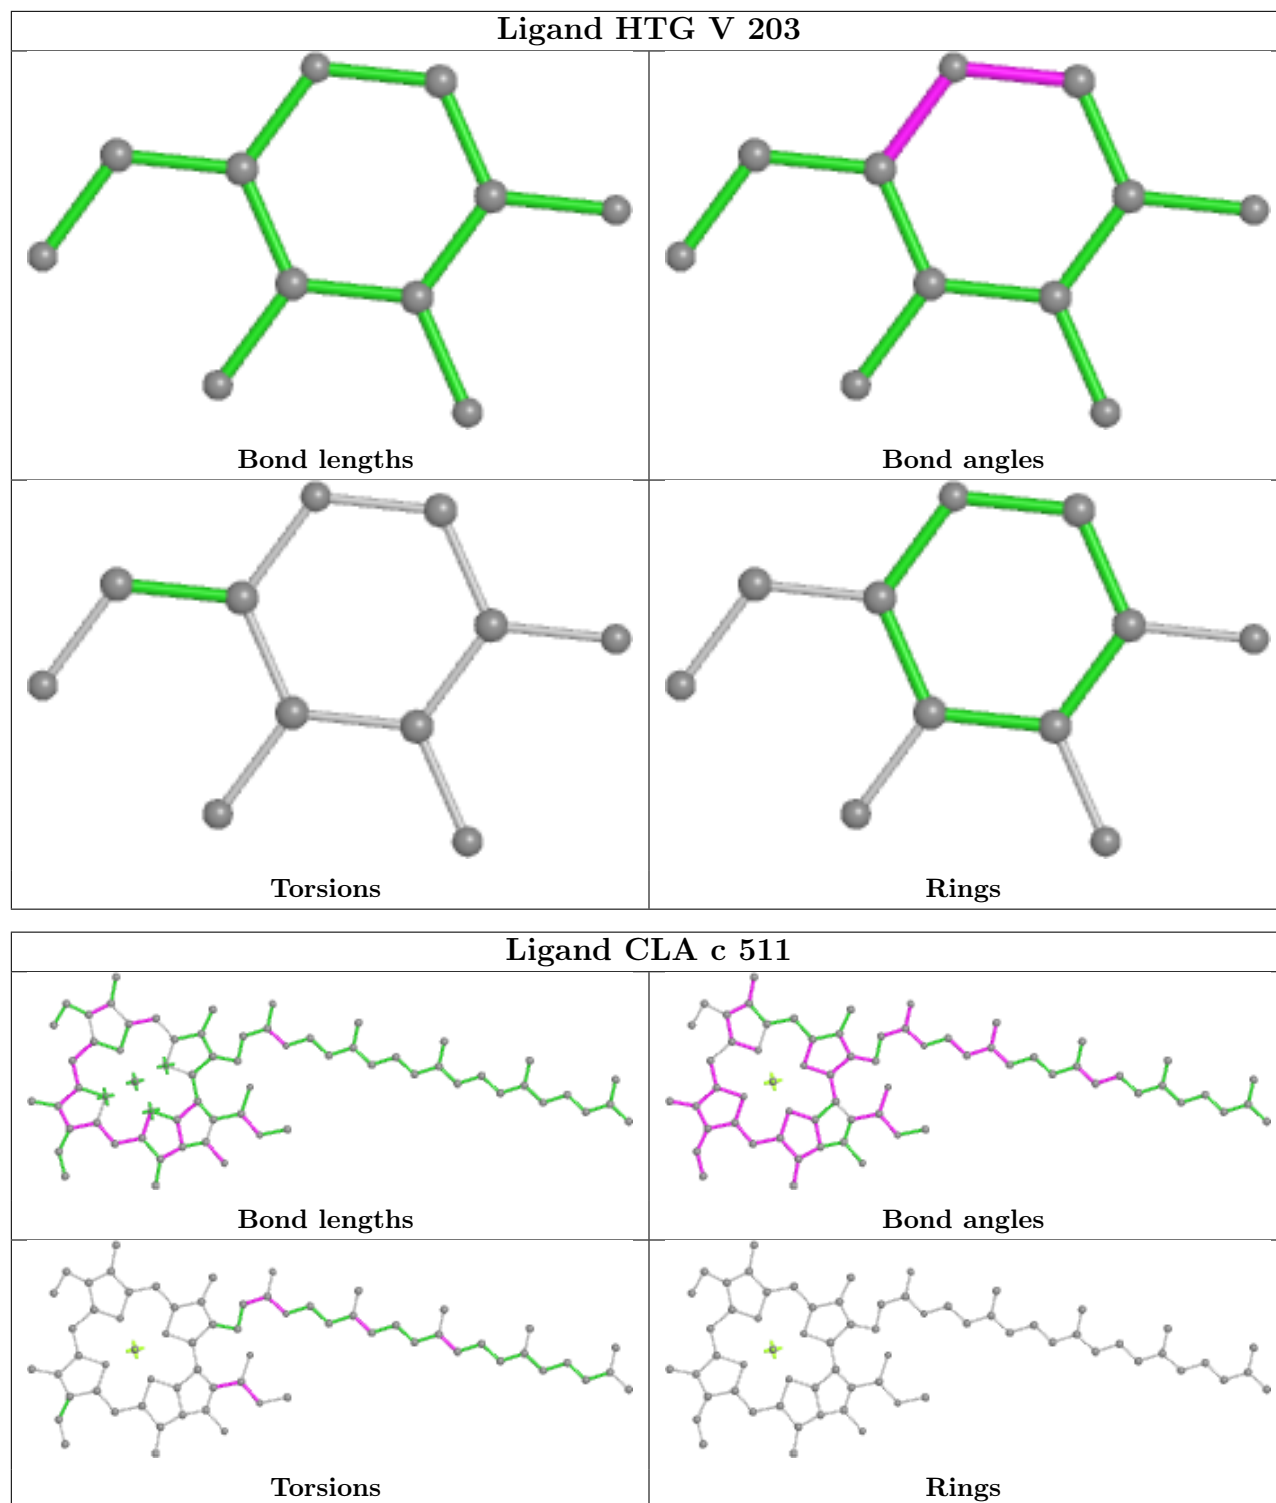 Ligand HTG V 203
Bond lengths
Bond angles
Torsions
Rings
Ligand CLA c 511
Bond lengths
Bond angles
Torsions
Rings